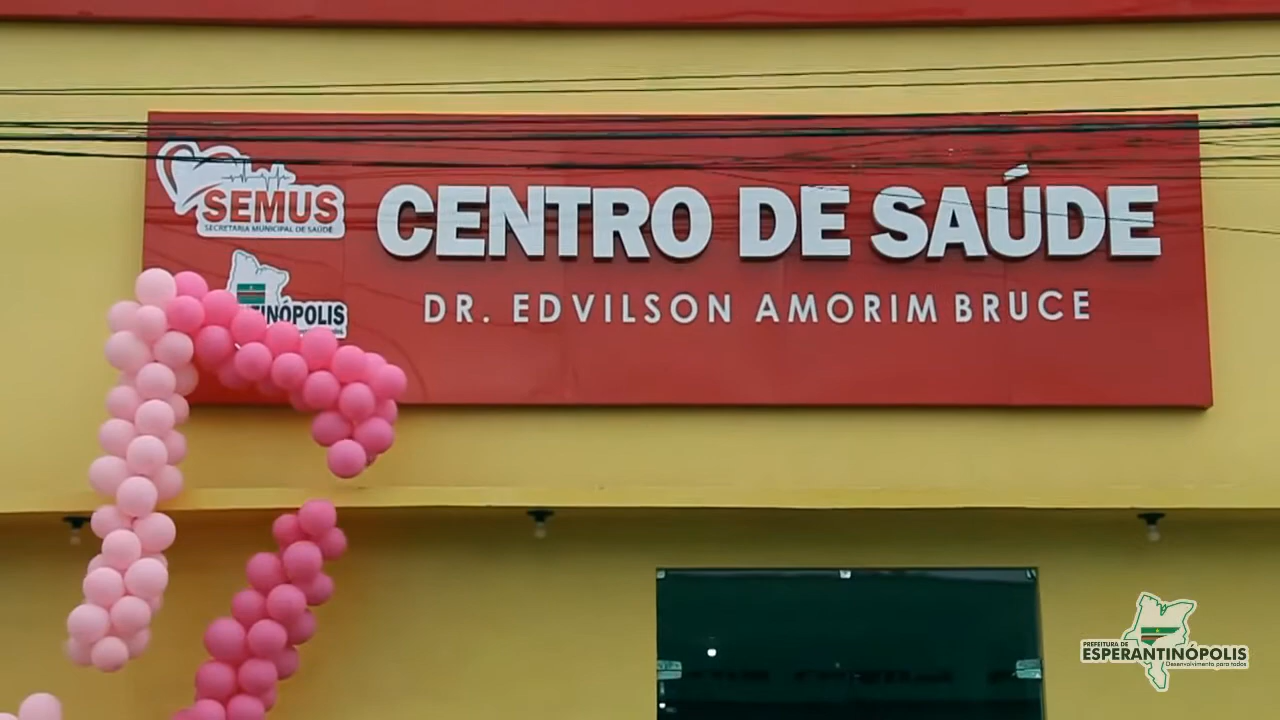 SEMUS
SECRETARIA MUNICIPAL DE SAÚDE
CENTRO DE SAÚDE
DR. EDVILSON AMORIM BRUCE
PREFEITURA DE
ESPERANTINÓPOLIS
Desenvolvimento para todos